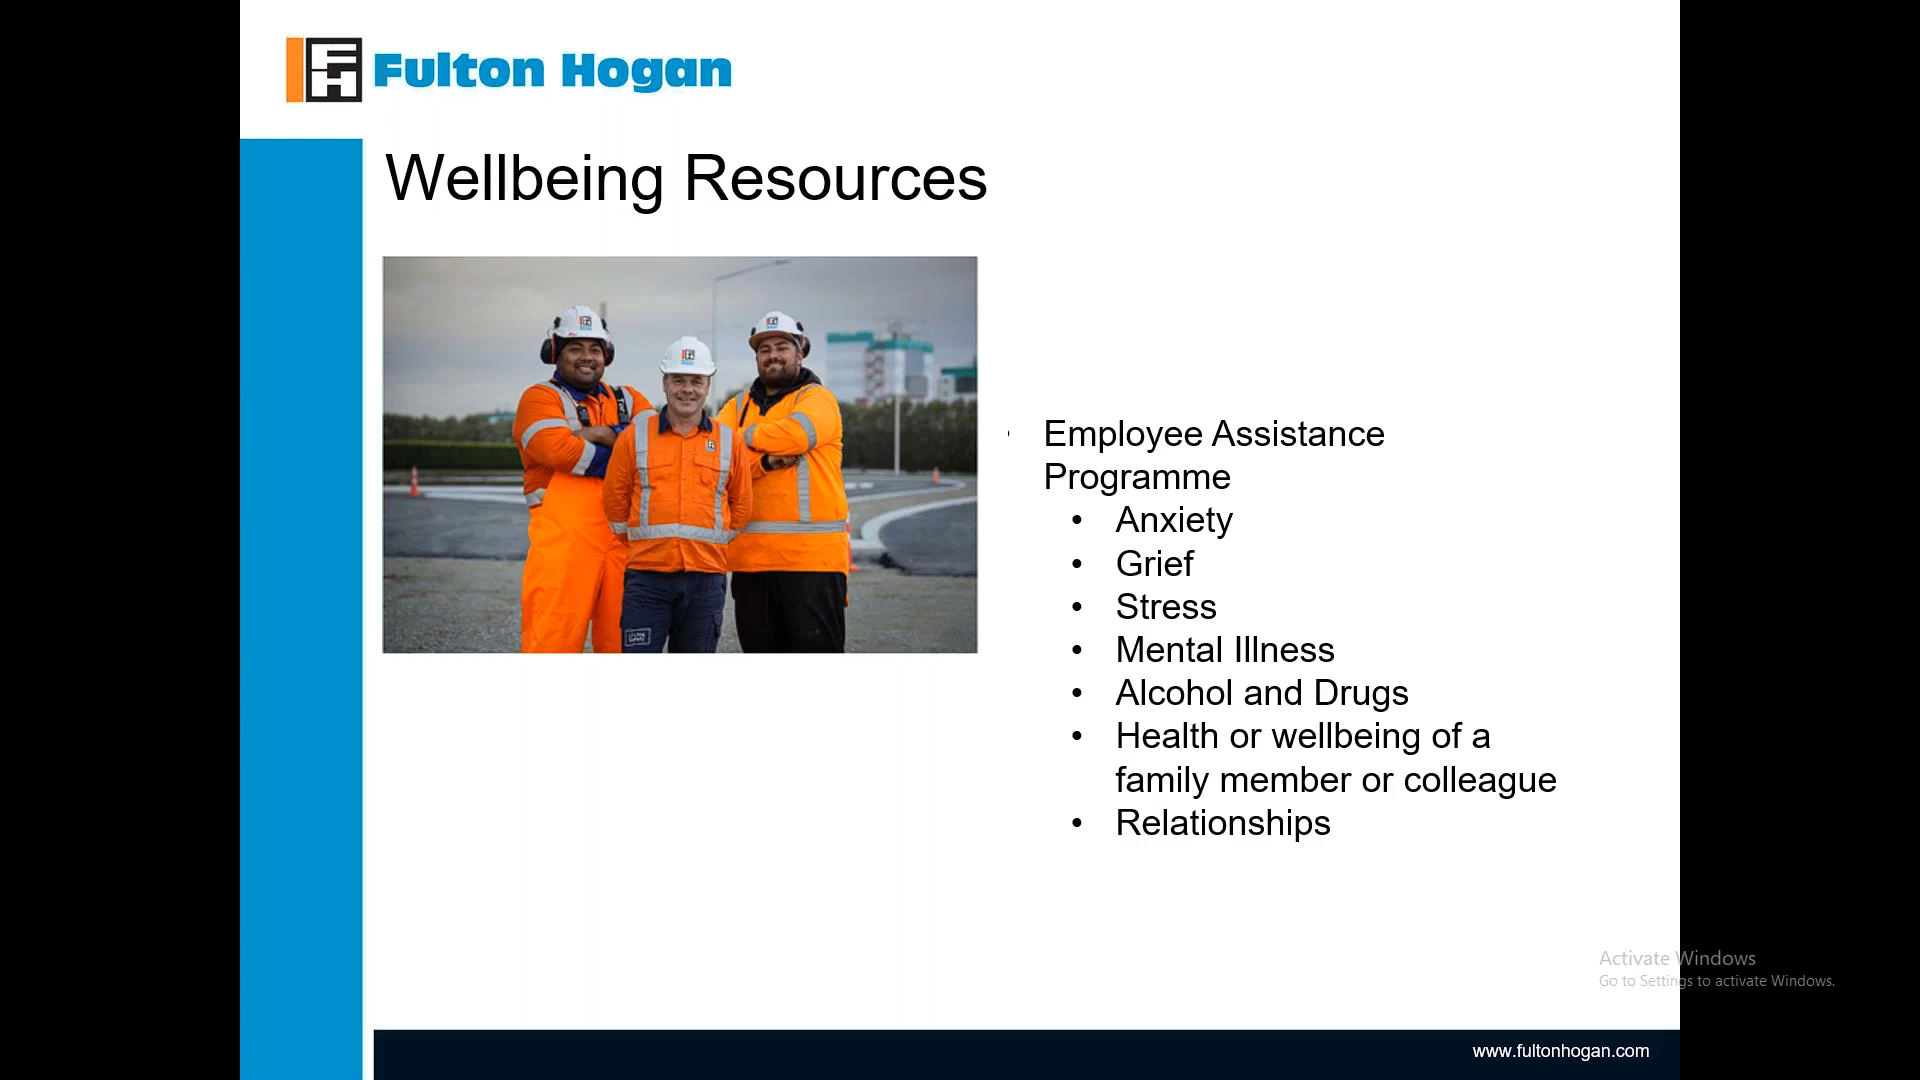 FH Fulton Hogan
Wellbeing Resources
Employee Assistance
Programme
• Anxiety
• Grief
• Stress
• Mental Illness
• Alcohol and Drugs
• Health or wellbeing of a
family member or colleague
• Relationships
Activate Windows
Go to Settings to activate Windows.
www.fultonhogan.com